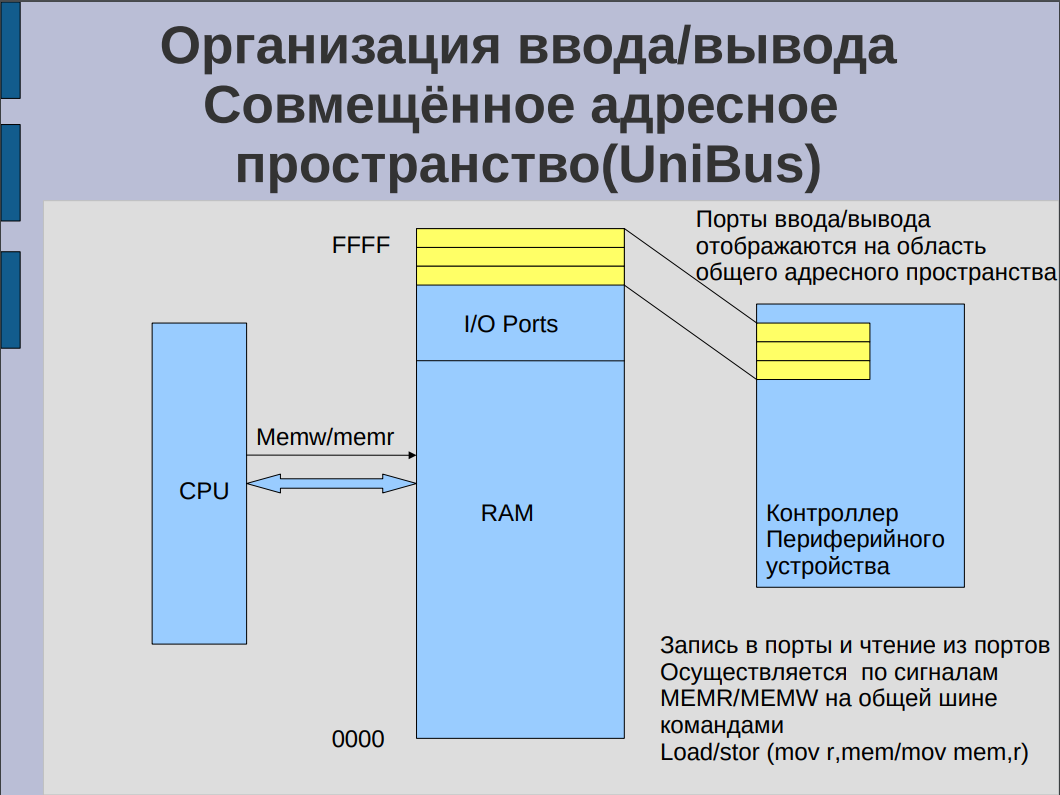 Организация ввода/вывода
Совмещённое адресное
пространство(UniBus)
Порты ввода/вывода
отображаются на область
общего адресного пространства
FFFF
I/O Ports
Memw/memr
CPU
RAM
Контроллер
Периферийного
устройства
Запись в порты и чтение из портов
Осуществляется по сигналам
MEMR/MEMW на общей шине
командами
Load/stor (mov r,mem/mov mem,r)
0000